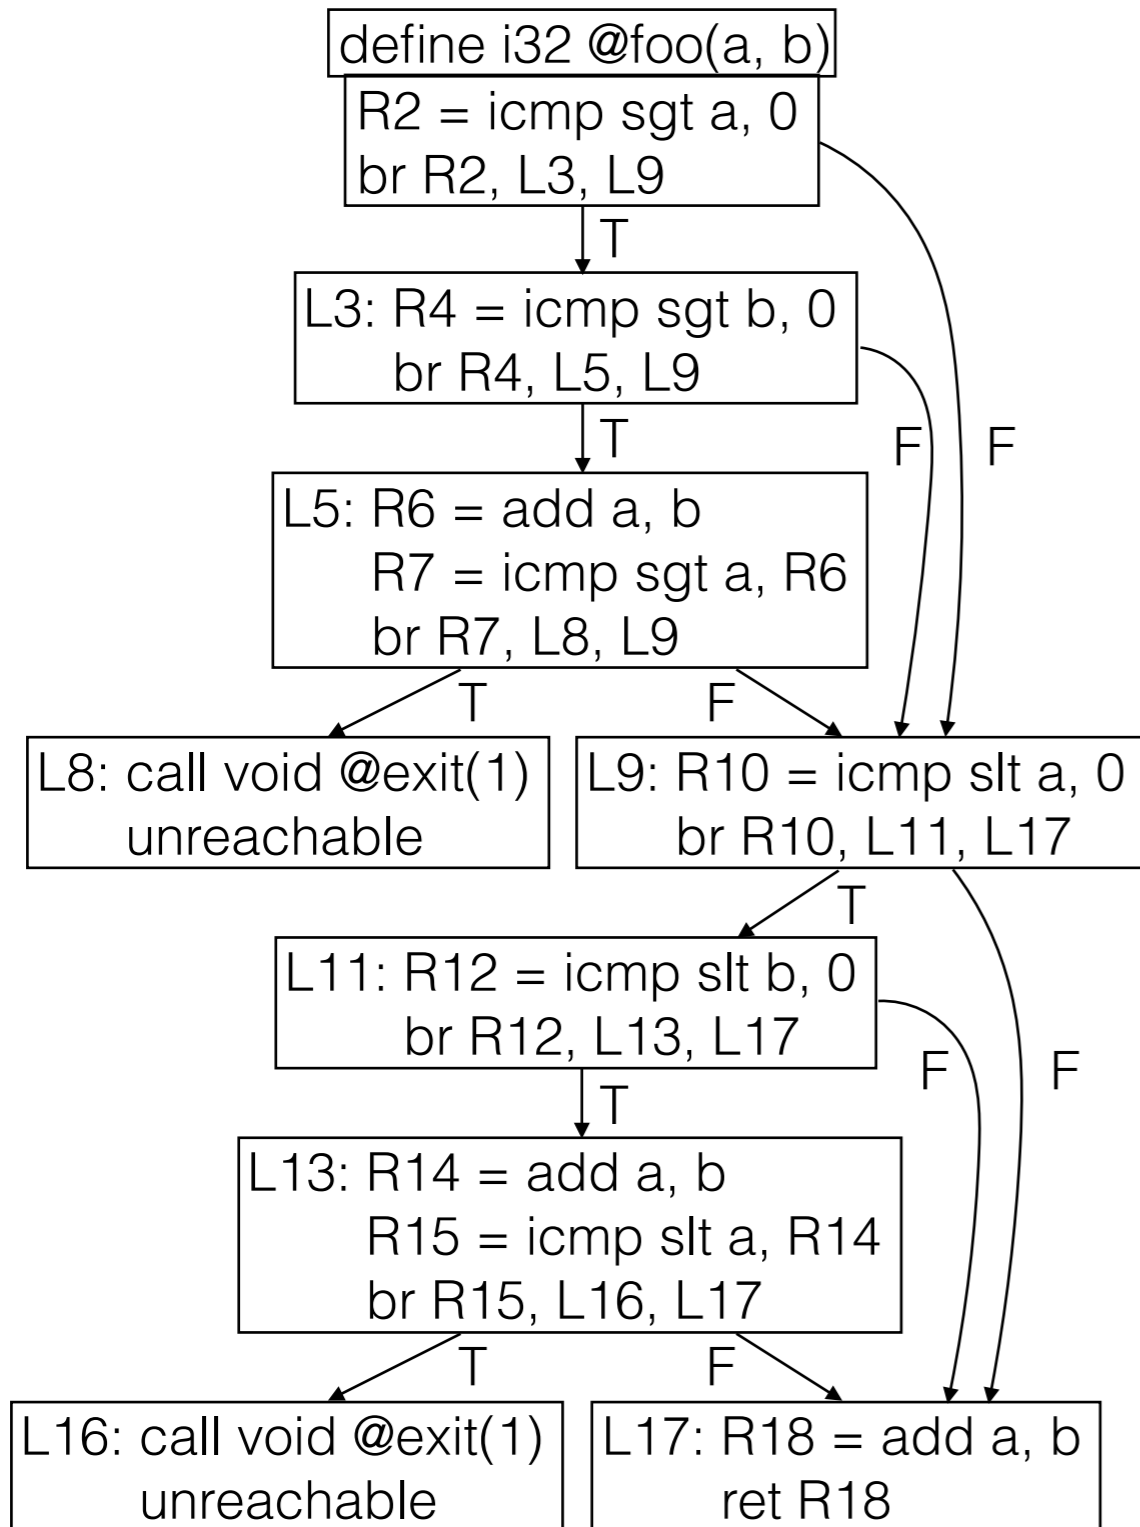 define i32 @foo(a, b)
R2 = icmp sgt a, 0
br R2, L3, L9
T
L3: R4 = icmp sgt b, 0
br R4, L5, L9
T
F
F
L5: R6 = add a, b
R7 = icmp sgt a, R6
br R7, L8, L9
T
F
L8: call void @exit(1)
unreachable
L9: R10 = icmp slt a, 0
br R10, L11, L17
T
L11: R12 = icmp slt b, 0
br R12, L13, L17
T
F
F
L13: R14 = add a, b
R15 = icmp slt a, R14
br R15, L16, L17
T
F
L16: call void @exit(1)
unreachable
L17: R18 = add a, b
ret R18